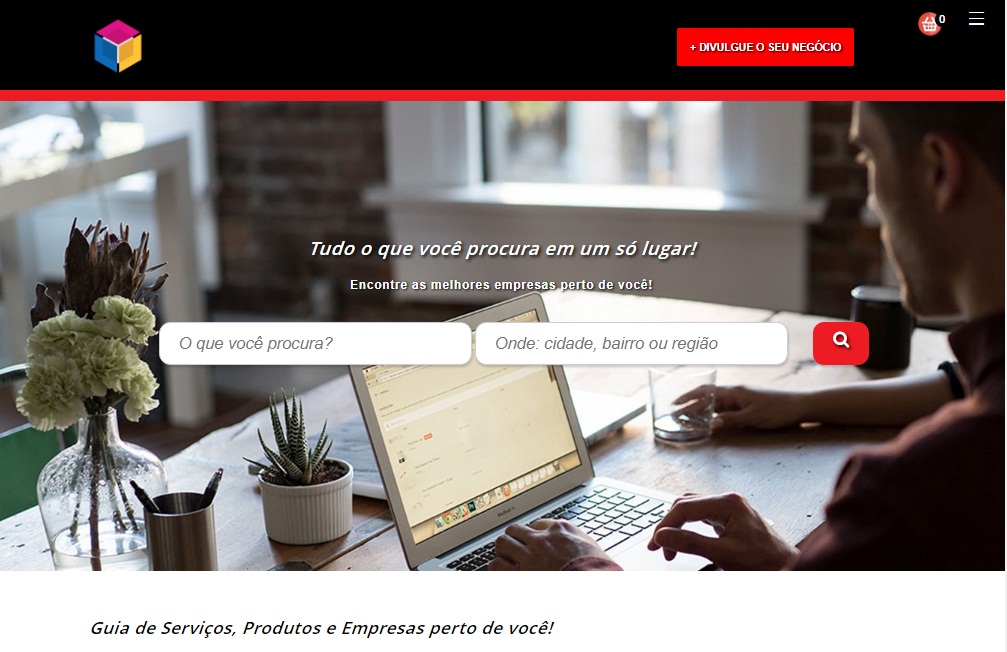 + DIVULGUE O SEU NEGÓCIO
0
Tudo o que você procura em um só lugar!
Encontre as melhores empresas perto de você!
O que você procura?
Onde: cidade, bairro ou região
Guia de Serviços, Produtos e Empresas perto de você!